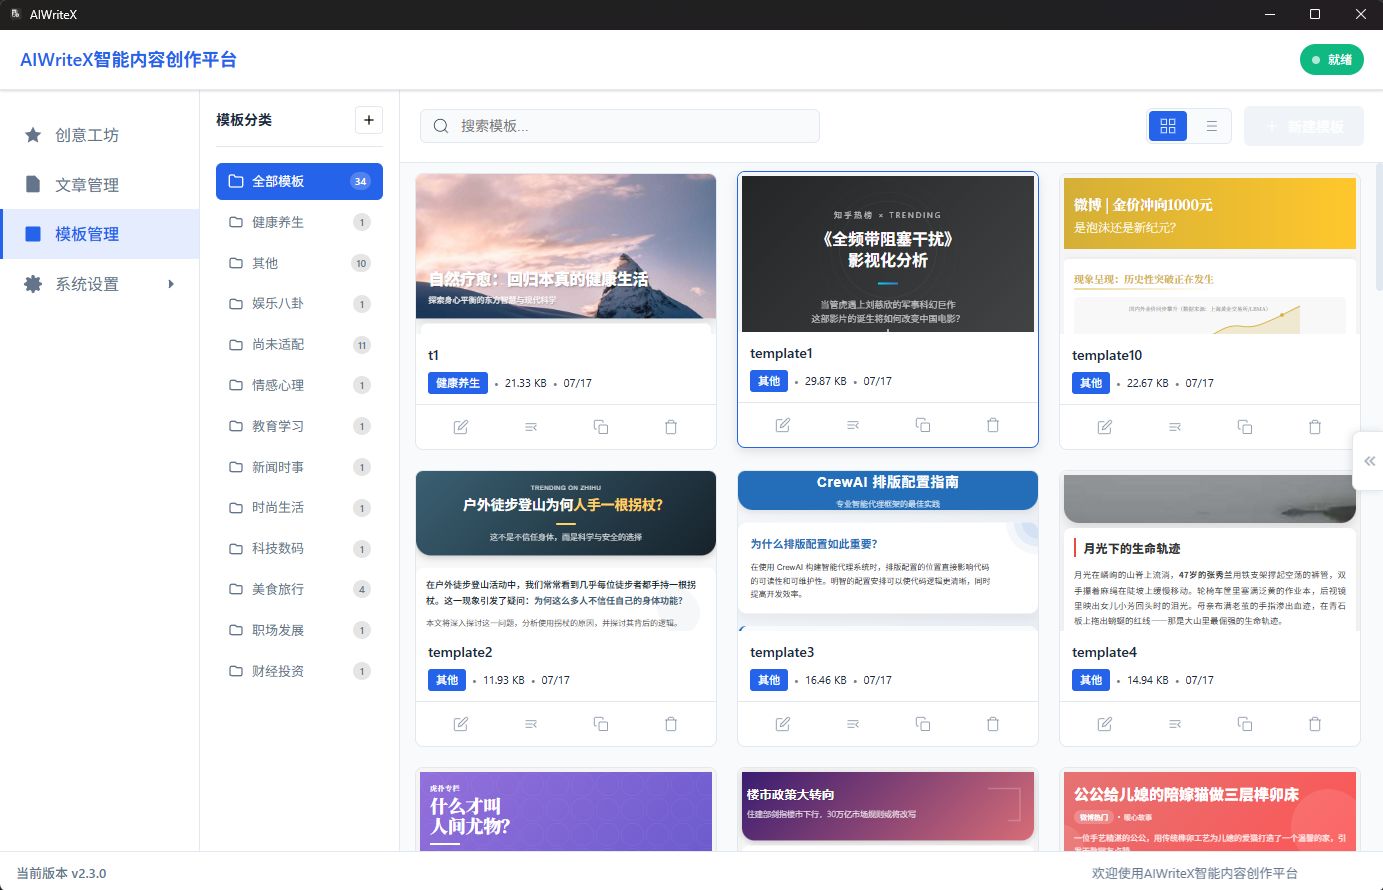 AIWriteX
AIWriteX智能内容创作平台
就绪
创意工坊
文章管理
模板管理
系统设置
模板分类
+
全部模板 34
健康养生 1
其他 10
娱乐八卦 1
尚未适配 11
情感心理 1
教育学习 1
新闻时事 1
时尚生活 1
科技数码 1
美食旅行 4
职场发展 1
财经投资 1
搜索模板...
+ 新建模板
自然疗愈：回归本真的健康生活
探索身心平衡的东方智慧与现代科学
t1
健康养生 • 21.33 KB • 07/17
知乎热榜 × TRENDING
《全频带阻塞干扰》
影视化分析
当管虎遇上刘慈欣的军事科幻巨作
这部影片的诞生将如何改变中国电影？
template1
其他 • 29.87 KB • 07/17
微博 | 金价冲向1000元
是泡沫还是新纪元？
现象呈现：历史性突破正在发生
template10
其他 • 22.67 KB • 07/17
TRENDING ON ZHIHU
户外徒步登山为何人手一根拐杖？
这不是不信任身体，而是科学与安全的选择
在户外徒步登山活动中，我们常常看到几乎每位徒步者都手持一根拐
杖。这一现象引发了疑问：为何这么多人不信任自己的身体功能？
本文将深入探讨这一问题，分析使用拐杖的原因，并探讨其背后的逻辑。
template2
其他 • 11.93 KB • 07/17
CrewAI 排版配置指南
专业智能代理框架的最佳实践
为什么排版配置如此重要？
在使用 CrewAI 构建智能代理系统时，排版配置的位置直接影响代码
的可读性和可维护性。明智的配置安排可以使代码逻辑更清晰，同时
提高开发效率。
template3
其他 • 16.46 KB • 07/17
月光下的生命轨迹
月光在嶙峋的山脊上流淌，47岁的张秀兰用铁支架撑起空荡的裤管，双
手攥着麻绳在陡坡上缓慢移动。轮椅车筐里塞满泛黄的作业本，后视镜
里映出女儿小芳回头时的泪光。母亲布满老茧的手指渗出血迹，在青石
板上拖出蜿蜒的红线——那是大山里最倔强的生命轨迹。
template4
其他 • 14.94 KB • 07/17
虎扑专栏
什么才叫
人间尤物？
楼市政策大转向
住建部剑指楼市下行，30万亿市场规则或将改写
公公给儿媳的陪嫁猫做三层榫卯床
微博热门 • 暖心故事
一位手艺精湛的公公，用传统榫卯工艺为儿媳的爱猫打造了一个温馨的家，引
当前版本 v2.3.0
欢迎使用AIWriteX智能内容创作平台